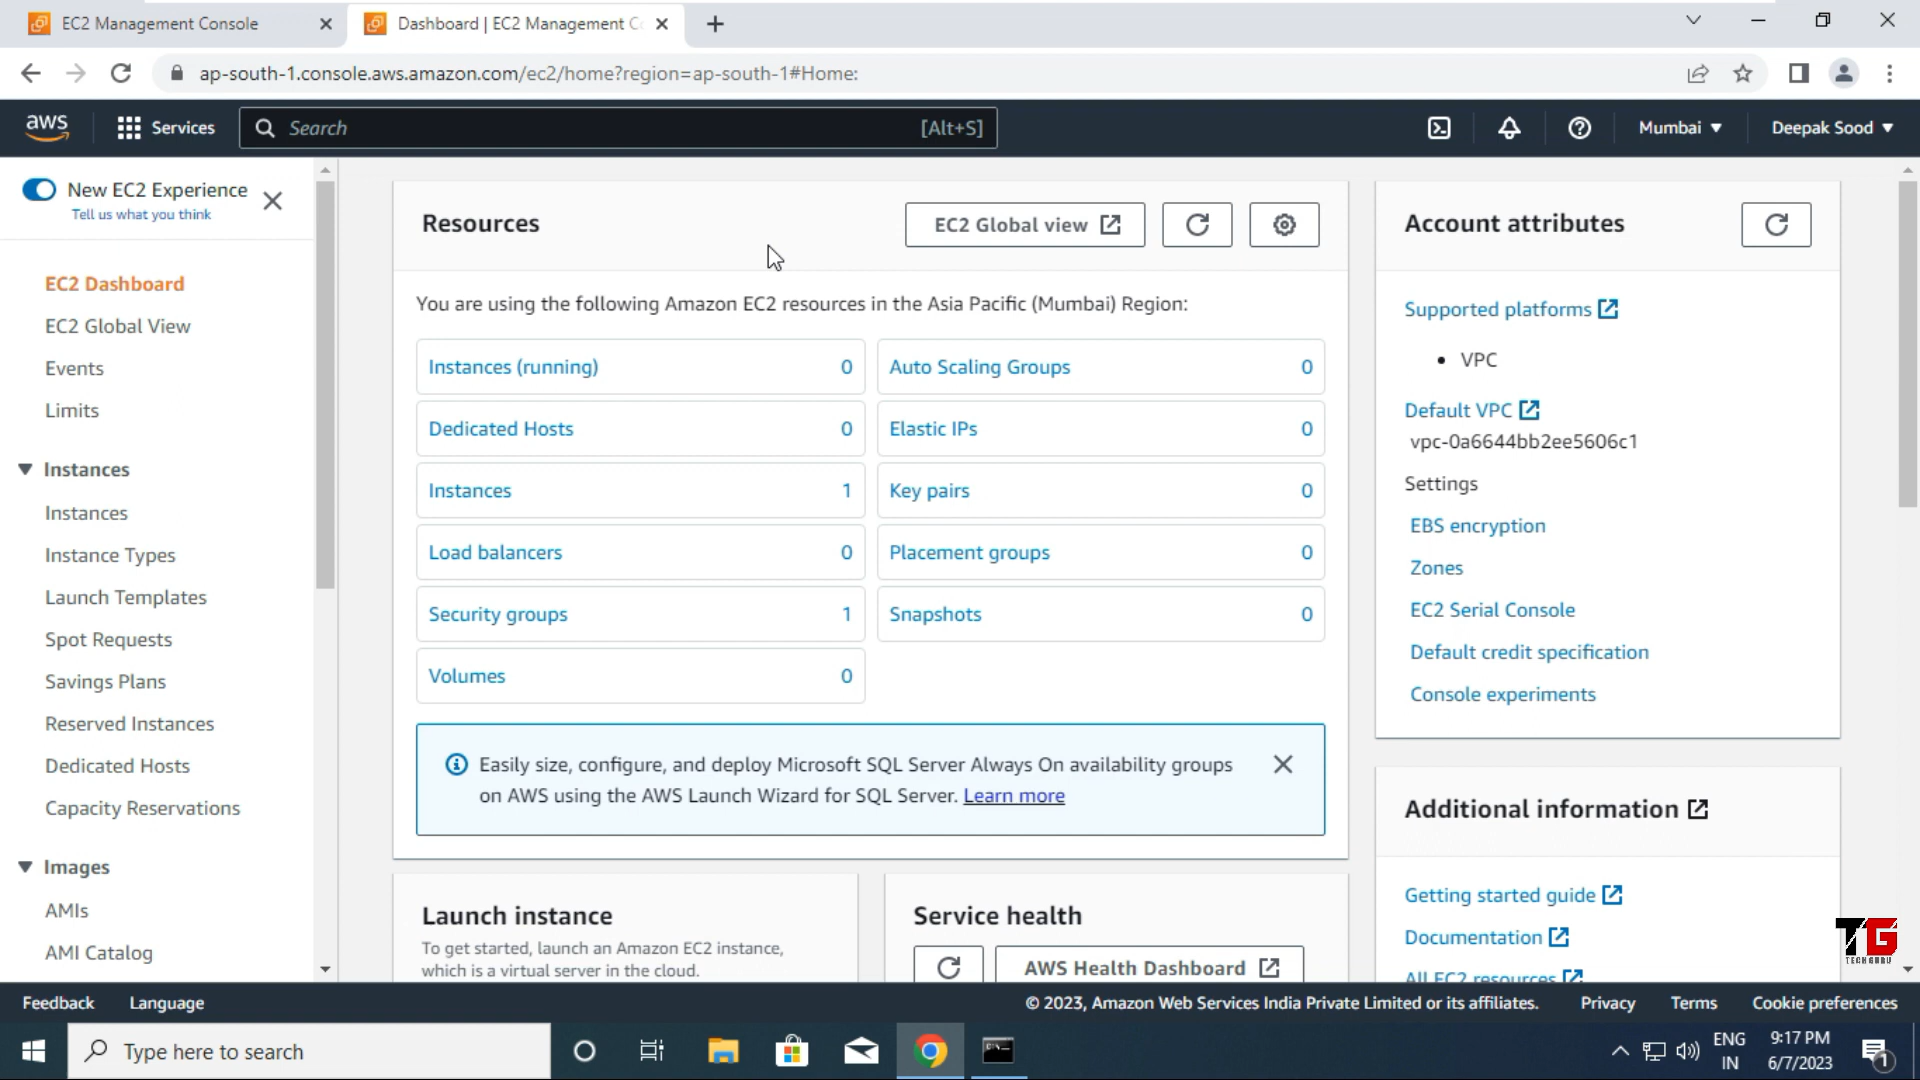 EC2 Management Console
Dashboard | EC2 Management Co
ap-south-1.console.aws.amazon.com/ec2/home?region=ap-south-1#Home:
aws
Services
Search
[Alt+S]
Mumbai
Deepak Sood
New EC2 Experience
Tell us what you think
EC2 Dashboard
EC2 Global View
Events
Limits
Instances
Instances
Instance Types
Launch Templates
Spot Requests
Savings Plans
Reserved Instances
Dedicated Hosts
Capacity Reservations
Images
AMIs
AMI Catalog
Resources
EC2 Global view
You are using the following Amazon EC2 resources in the Asia Pacific (Mumbai) Region:
Instances (running) 0
Auto Scaling Groups 0
Dedicated Hosts 0
Elastic IPs 0
Instances 1
Key pairs 0
Load balancers 0
Placement groups 0
Security groups 1
Snapshots 0
Volumes 0
Easily size, configure, and deploy Microsoft SQL Server Always On availability groups
on AWS using the AWS Launch Wizard for SQL Server. Learn more
Launch instance
To get started, launch an Amazon EC2 instance,
which is a virtual server in the cloud.
Service health
AWS Health Dashboard
Account attributes
Supported platforms
• VPC
Default VPC
vpc-0a6644bb2ee5606c1
Settings
EBS encryption
Zones
EC2 Serial Console
Default credit specification
Console experiments
Additional information
Getting started guide
Documentation
All EC2 resources
TG
TECH GURU
Feedback
Language
© 2023, Amazon Web Services India Private Limited or its affiliates.
Privacy
Terms
Cookie preferences
Type here to search
ENG
IN
9:17 PM
6/7/2023
1